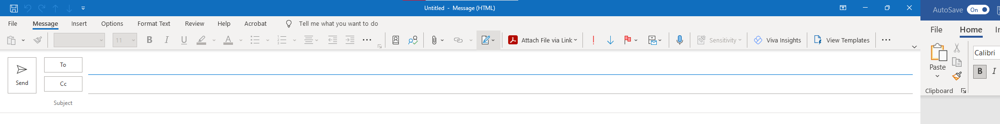 Untitled - Message (HTML)
AutoSave On
File Message Insert Options Format Text Review Help Acrobat Tell me what you want to do
File Home
11 B I U A Attach File via Link Sensitivity Viva Insights View Templates
Calibri
Paste
B I
Clipboard
Send
To
Cc
Subject